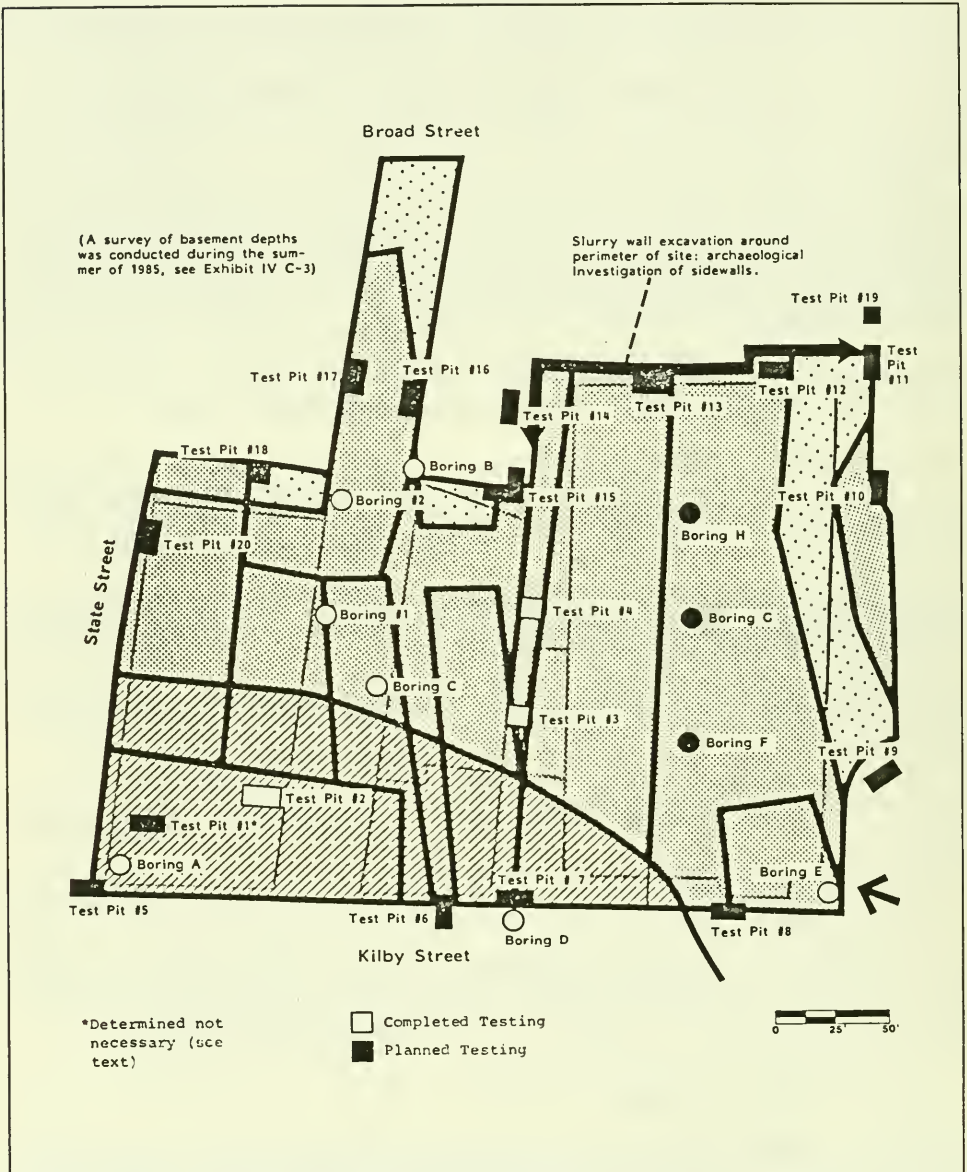 Broad Street
(A survey of basement depths
was conducted during the sum-
mer of 1985, see Exhibit IV C-3)
Slurry wall excavation around
perimeter of site: archaeological
Investigation of sidewalls.
Test Pit #19
Test
Pit
#11
Test Pit #17
Test Pit #16
Test Pit #12
Test Pit #13
Test Pit #14
Test Pit #18
Boring B
Boring #2
Test Pit #15
Test Pit #10
Boring H
Test Pit #20
State Street
Boring #1
Test Pit #4
Boring G
Boring C
Test Pit #3
Boring F
Test Pit #9
Test Pit #2
Test Pit #1*
Boring A
Boring E
Test Pit #7
Test Pit #5
Test Pit #6
Boring D
Test Pit #8
Kilby Street
*Determined not
necessary (see
text)
Completed Testing
Planned Testing
0 25' 50'